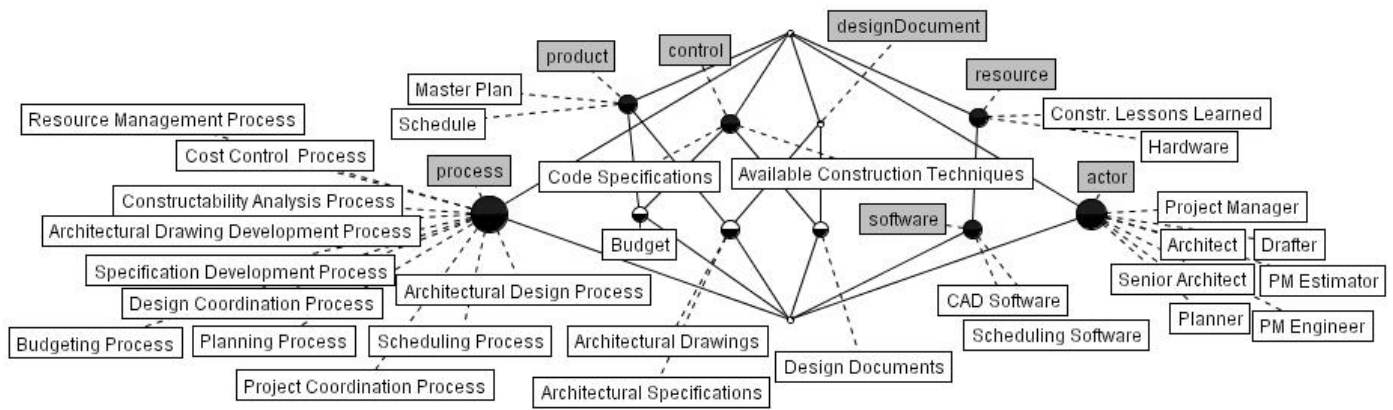 designDocument
control
product
resource
Master Plan
Schedule
Constr. Lessons Learned
Hardware
Resource Management Process
Cost Control Process
process
Code Specifications
Available Construction Techniques
actor
Constructability Analysis Process
Architectural Drawing Development Process
software
Project Manager
Budget
Architect
Drafter
Specification Development Process
Architectural Design Process
Senior Architect
PM Estimator
Design Coordination Process
CAD Software
Planner
PM Engineer
Budgeting Process
Planning Process
Scheduling Process
Architectural Drawings
Scheduling Software
Design Documents
Project Coordination Process
Architectural Specifications